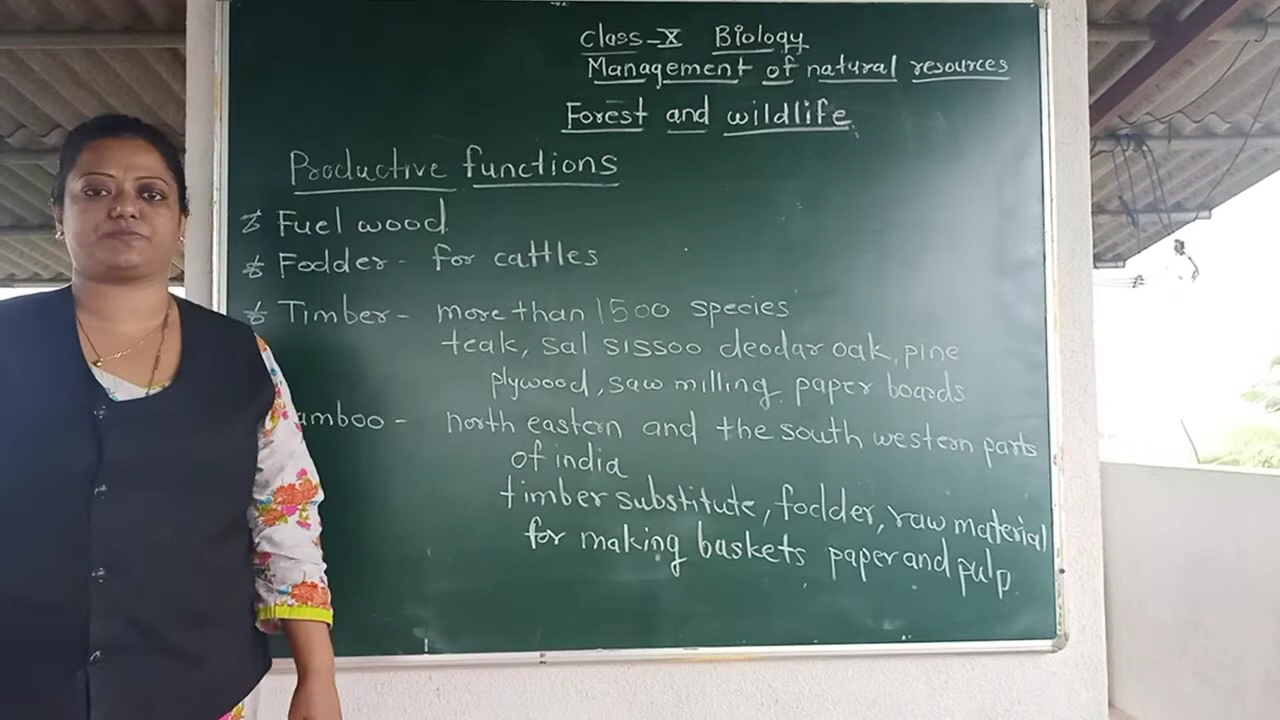 Class-X Biology
Management of natural resources
Forest and wildlife
Productive functions
Fuel wood
Fodder - for cattles
Timber - more than 1500 species
teak, sal sissoo deodar oak, pine
plywood, saw milling paper boards
amboo - north eastern and the south western parts
of india
timber substitute, fodder, raw material
for making baskets paper and pulp